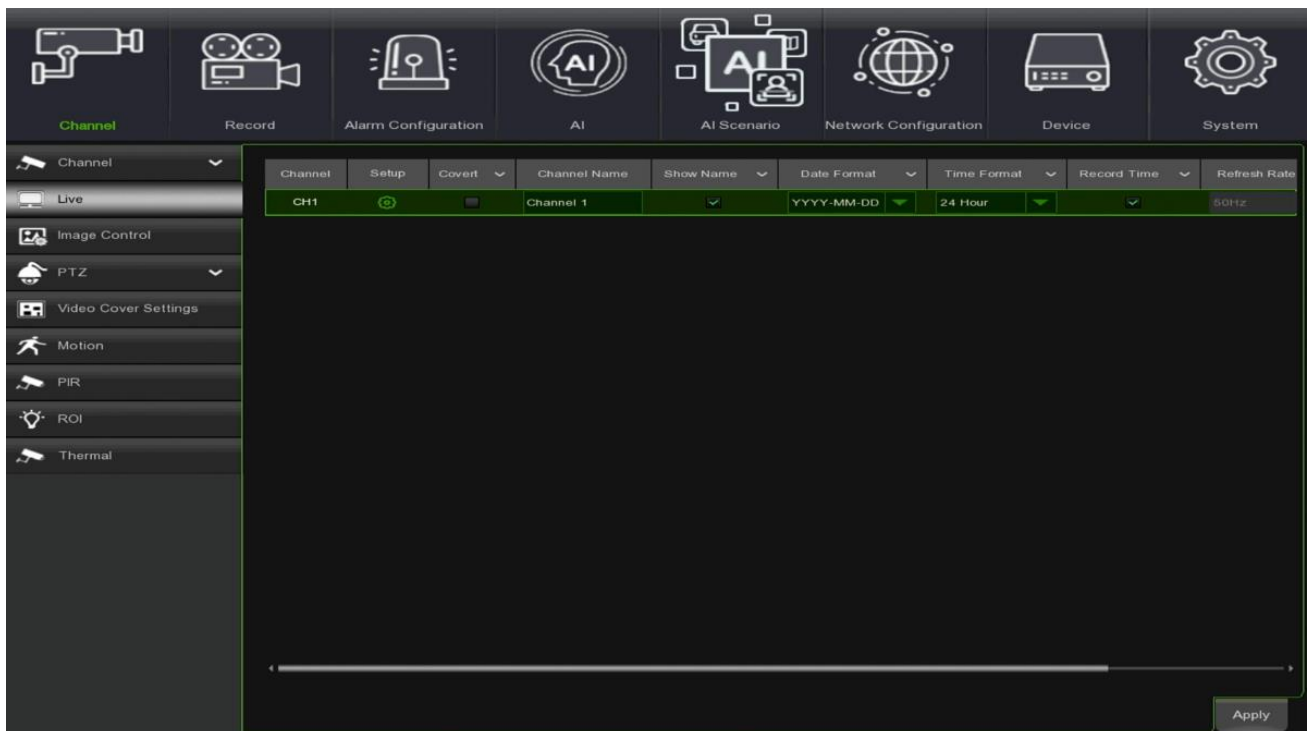 AI
AI
Channel Record Alarm Configuration AI AI Scenario Network Configuration Device System
Channel
Live
Image Control
PTZ
Video Cover Settings
Motion
PIR
ROI
Thermal
Channel Setup Covert Channel Name Show Name Date Format Time Format Record Time Refresh Rate
CH1 Channel 1 YYYY-MM-DD 24 Hour 50Hz
Apply